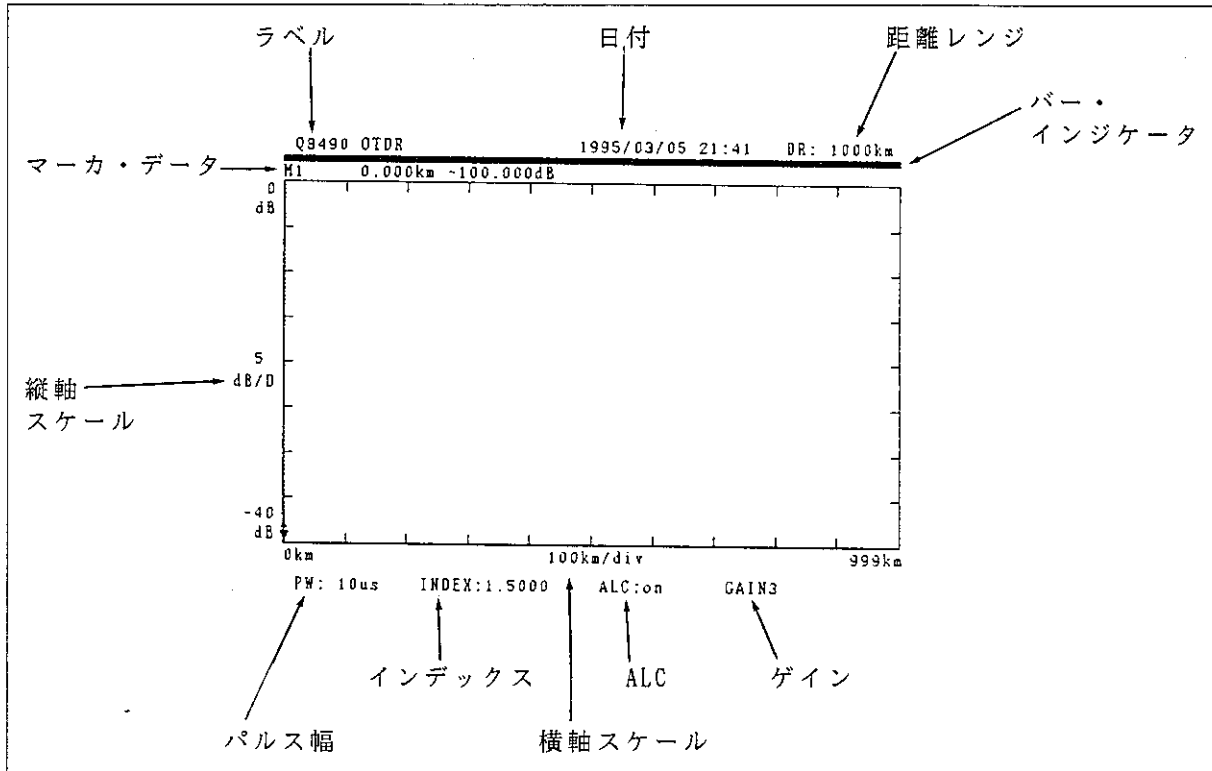 ラベル
日付
距離レンジ
バー・
インジケータ
Q8490 OTDR
1995/03/05 21:41
DR: 1000km
マーカ・データ
M1 0.000km -100.000dB
0
dB
5
dB/D
縦軸
スケール
-40
dB
0km
100km/div
999km
PW: 10us
INDEX:1.5000
ALC:on
GAIN3
インデックス
ALC
ゲイン
パルス幅
横軸スケール